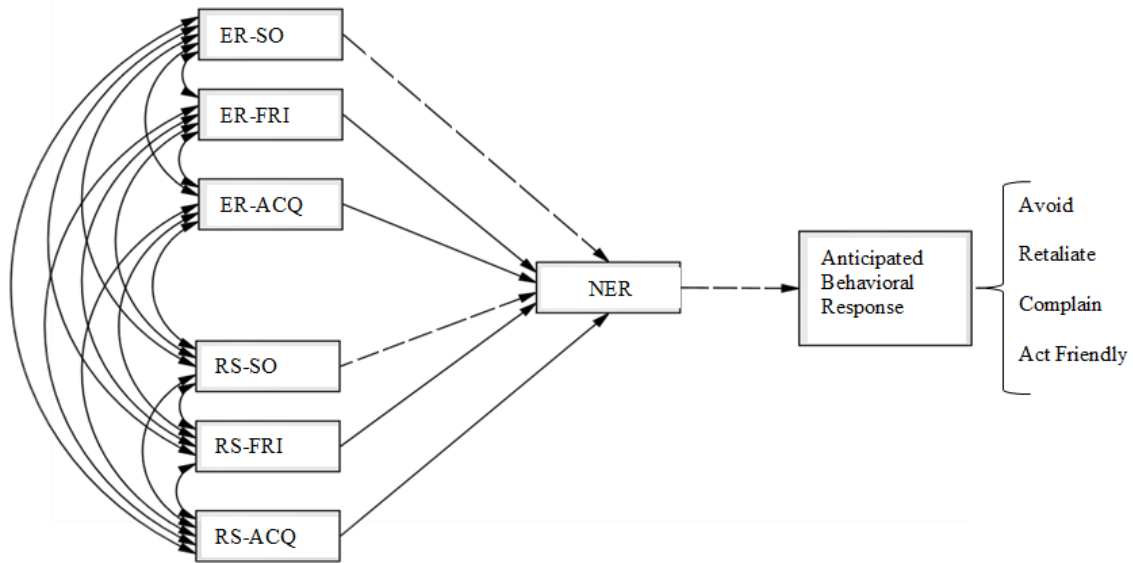 ER-SO
ER-FRI
ER-ACQ
RS-SO
RS-FRI
RS-ACQ
NER
Anticipated
Behavioral
Response
Avoid
Retaliate
Complain
Act Friendly